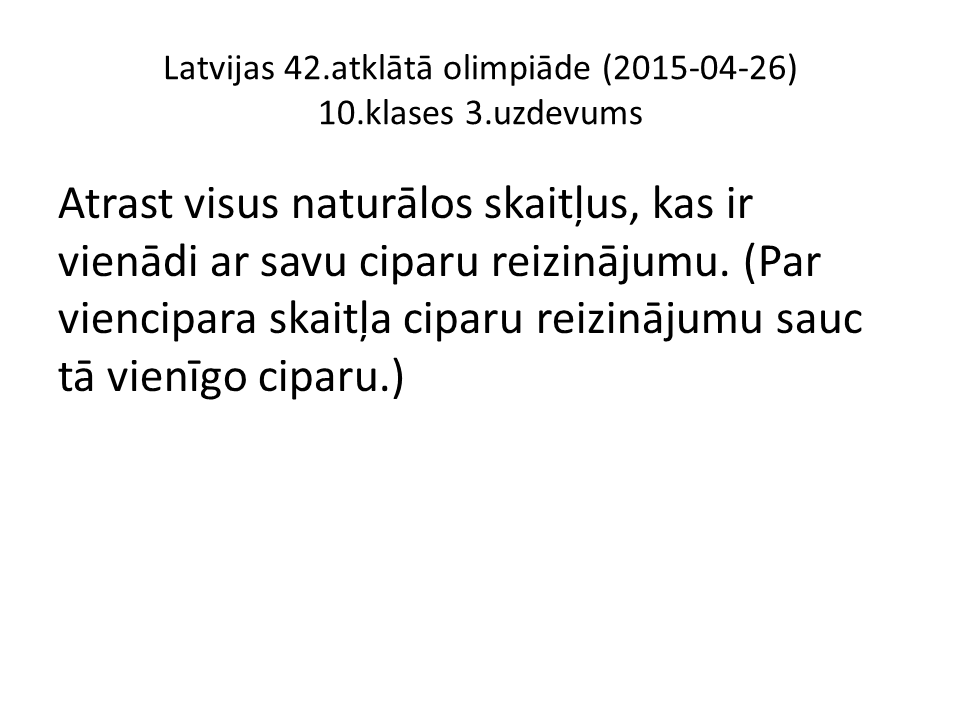 Latvijas 42.atklātā olimpiāde (2015-04-26)
10.klases 3.uzdevums
Atrast visus naturālos skaitļus, kas ir
vienādi ar savu ciparu reizinājumu. (Par
viencipara skaitļa ciparu reizinājumu sauc
tā vienīgo ciparu.)